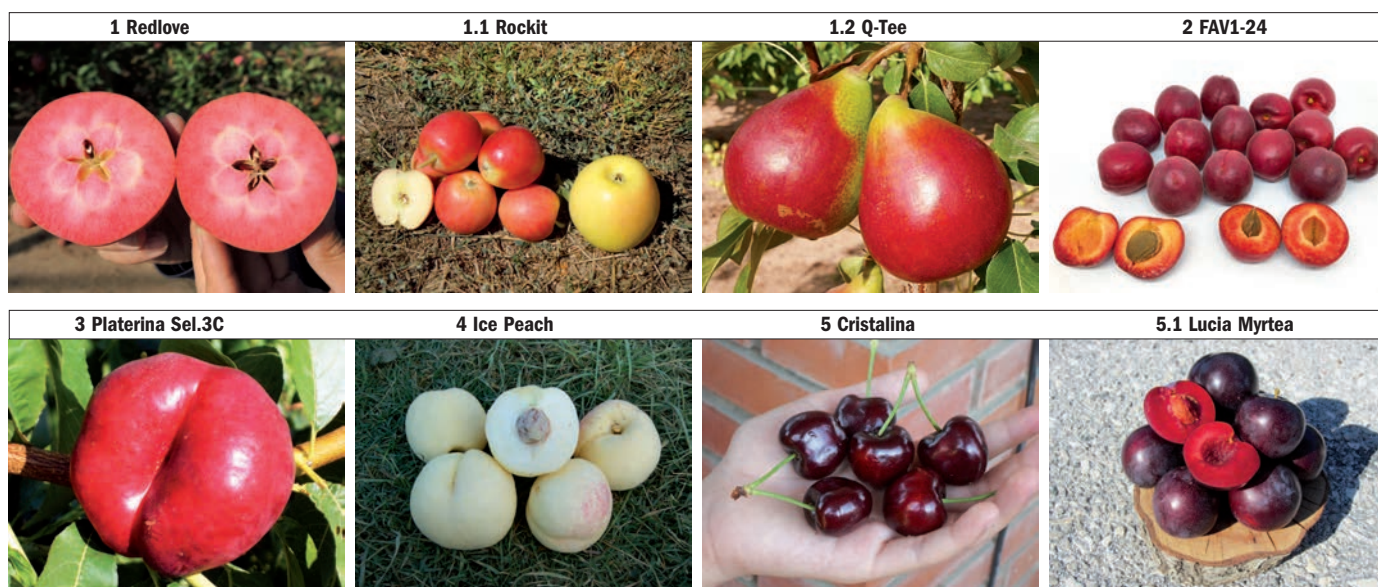 1 Redlove
1.1 Rockit
1.2 Q-Tee
2 FAV1-24
3 Platerina Sel.3C
4 Ice Peach
5 Cristalina
5.1 Lucia Myrtea